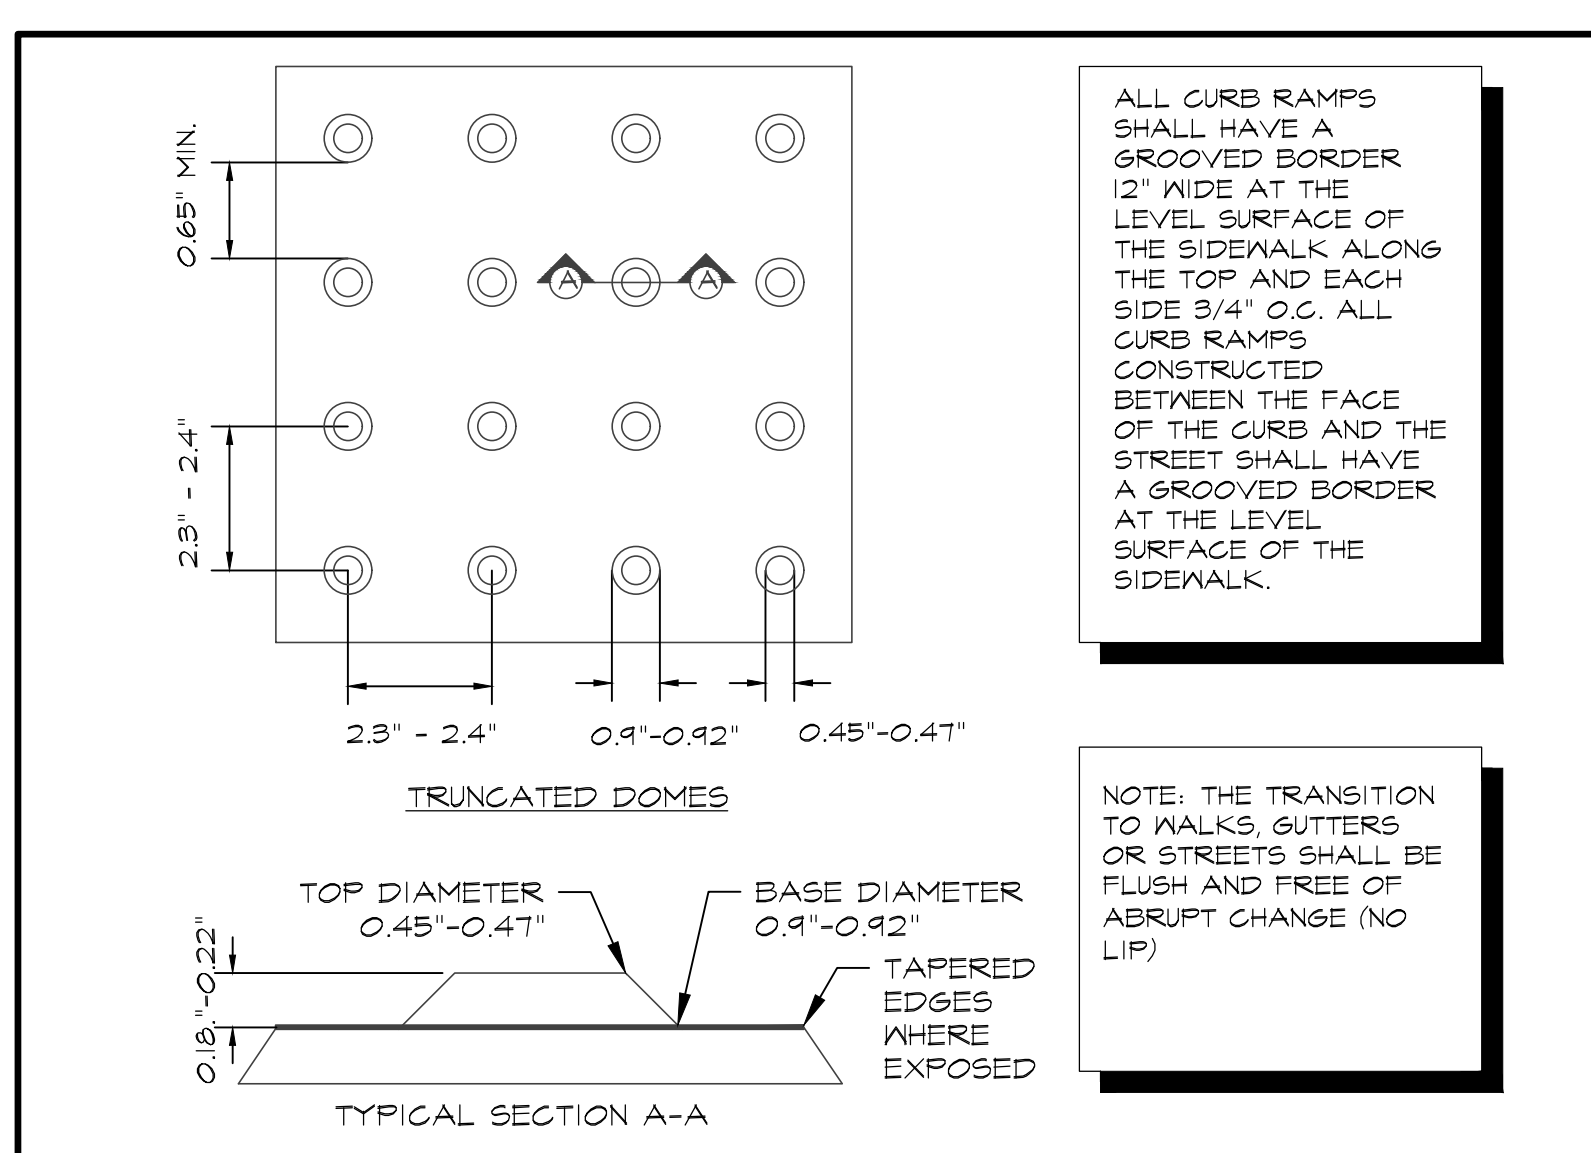 0.65" MIN.
A A
2.3" - 2.4"
2.3" - 2.4"
0.9"-0.92"
0.45"-0.47"
TRUNCATED DOMES
TOP DIAMETER
0.45"-0.47"
BASE DIAMETER
0.9"-0.92"
0.18."-0.22"
TAPERED
EDGES
WHERE
EXPOSED
TYPICAL SECTION A-A
ALL CURB RAMPS
SHALL HAVE A
GROOVED BORDER
12" WIDE AT THE
LEVEL SURFACE OF
THE SIDEWALK ALONG
THE TOP AND EACH
SIDE 3/4" O.C. ALL
CURB RAMPS
CONSTRUCTED
BETWEEN THE FACE
OF THE CURB AND THE
STREET SHALL HAVE
A GROOVED BORDER
AT THE LEVEL
SURFACE OF THE
SIDEWALK.
NOTE: THE TRANSITION
TO WALKS, GUTTERS
OR STREETS SHALL BE
FLUSH AND FREE OF
ABRUPT CHANGE (NO
LIP)